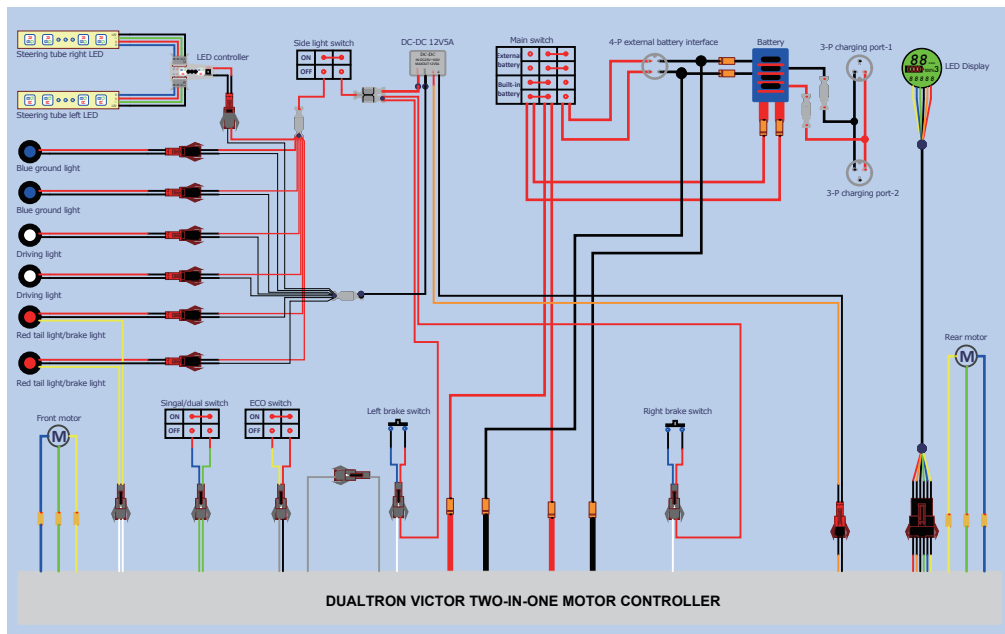 Steering tube right LED
Steering tube left LED
LED controller
Side light switch
ON
OFF
DC-DC 12V5A
DC-DC
Main switch
External
battery
Built-in
battery
4-P external battery interface
Battery
3-P charging port-1
3-P charging port-2
LED Display
Blue ground light
Blue ground light
Driving light
Driving light
Red tail light/brake light
Red tail light/brake light
Front motor
M
Singal/dual switch
ON
OFF
ECO switch
ON
OFF
Left brake switch
Right brake switch
Rear motor
M
DUALTRON VICTOR TWO-IN-ONE MOTOR CONTROLLER